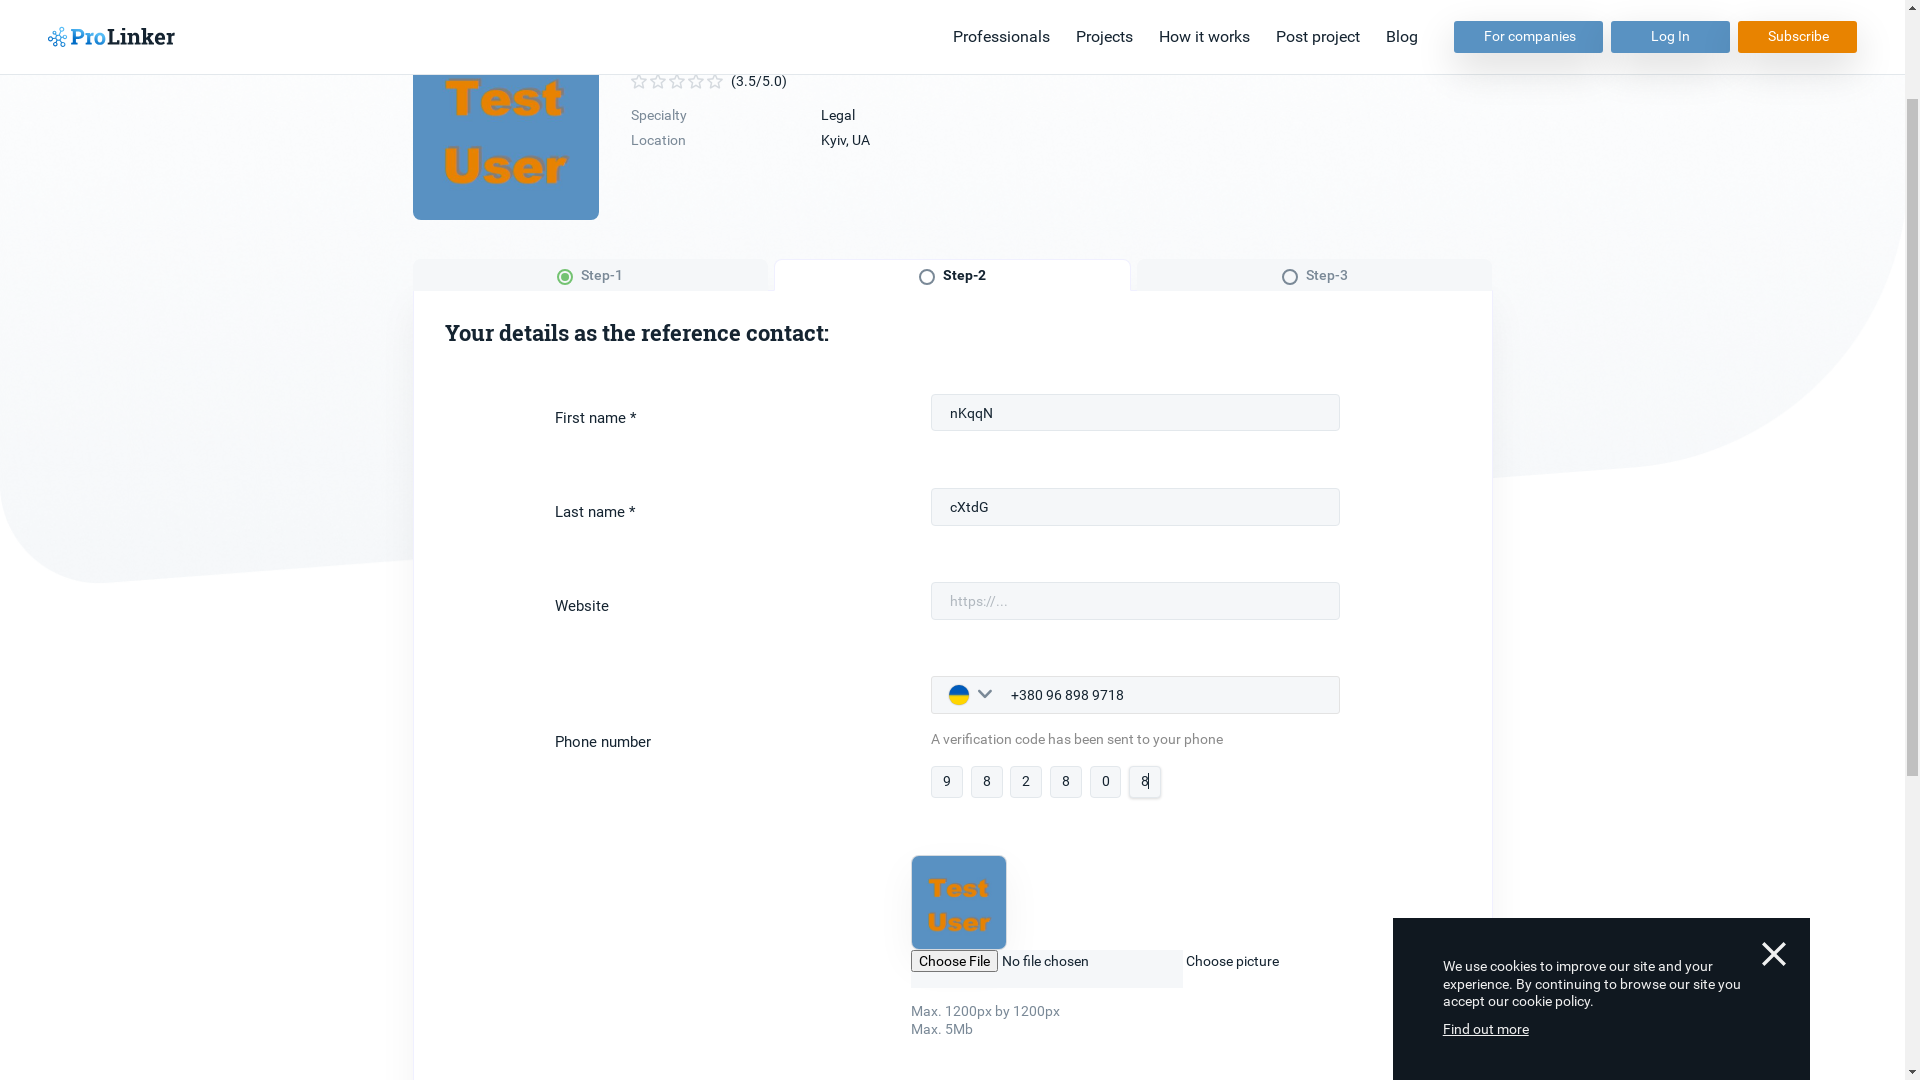 ProLinker
Professionals Projects How it works Post project Blog For companies Log In Subscribe
Test
User
(3.5/5.0)
Specialty Legal
Location Kyiv, UA
Step-1 Step-2 Step-3
Your details as the reference contact:
First name * nKqqN
Last name * cXtdG
Website https://...
+380 96 898 9718
Phone number
A verification code has been sent to your phone
9 8 2 8 0 8
Test
User
Choose File No file chosen Choose picture
Max. 1200px by 1200px
Max. 5Mb
We use cookies to improve our site and your
experience. By continuing to browse our site you
accept our cookie policy.
Find out more